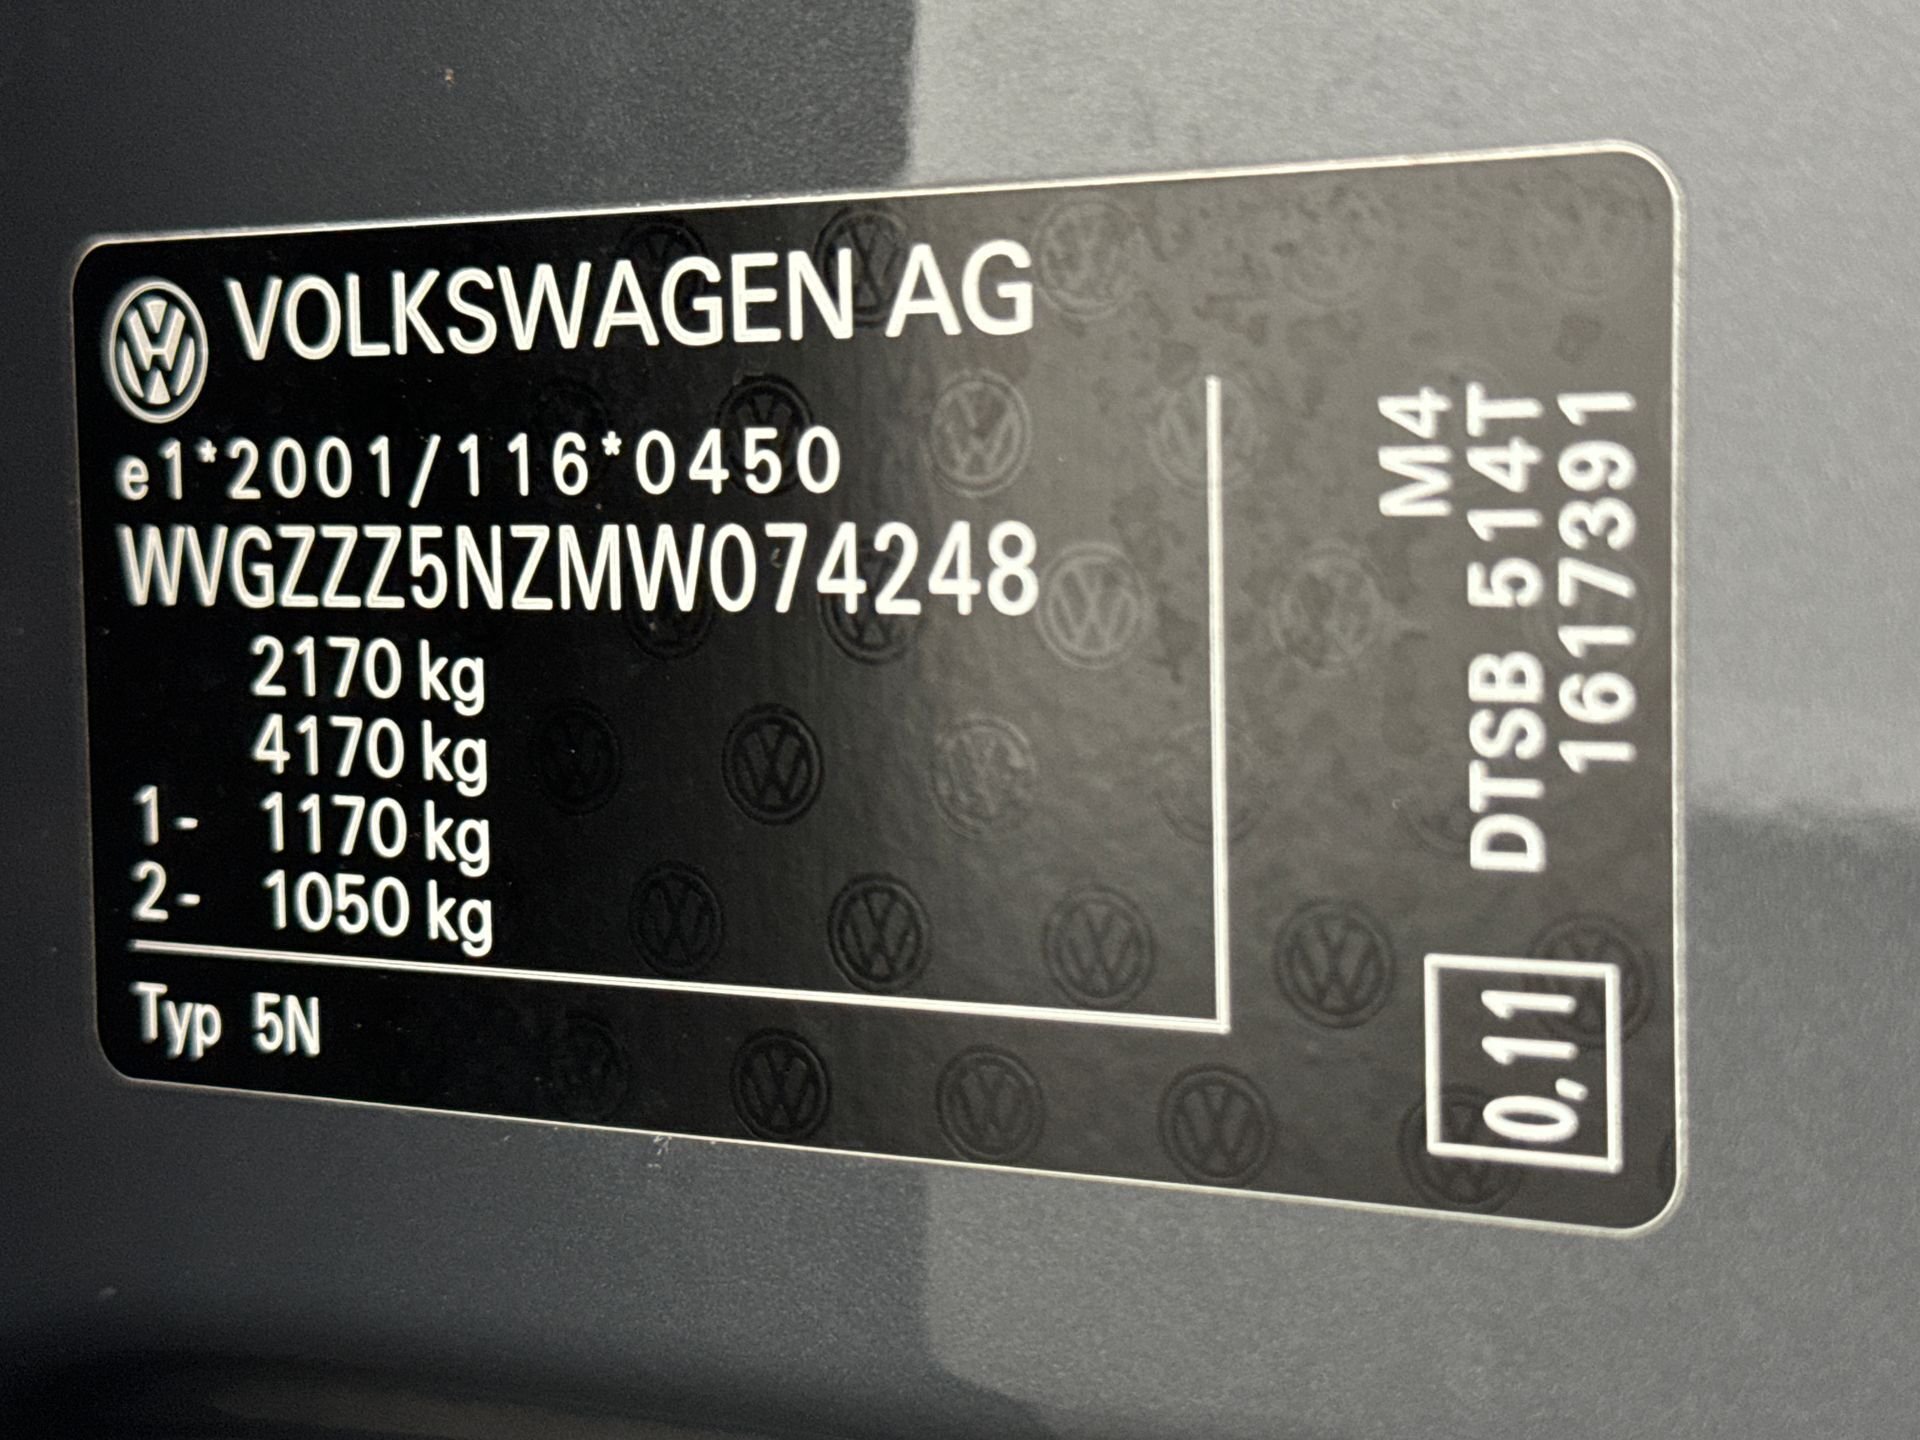 VOLKSWAGEN AG
e1*2001/116*0450
WVGZZZ5NZMW074248
2170 kg
4170 kg
1- 1170 kg
2- 1050 kg
Typ 5N
M4
DTSB 514T
1617391
0,11